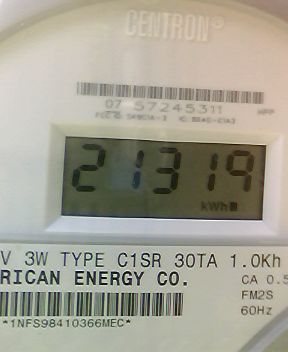 CENTRON®
07 57245311
21319
kWh
V 3W TYPE C1SR 30TA 1.0Kh
RICAN ENERGY CO.
CA 0.5
FM2S
60Hz
*1NFS98410366MEC*